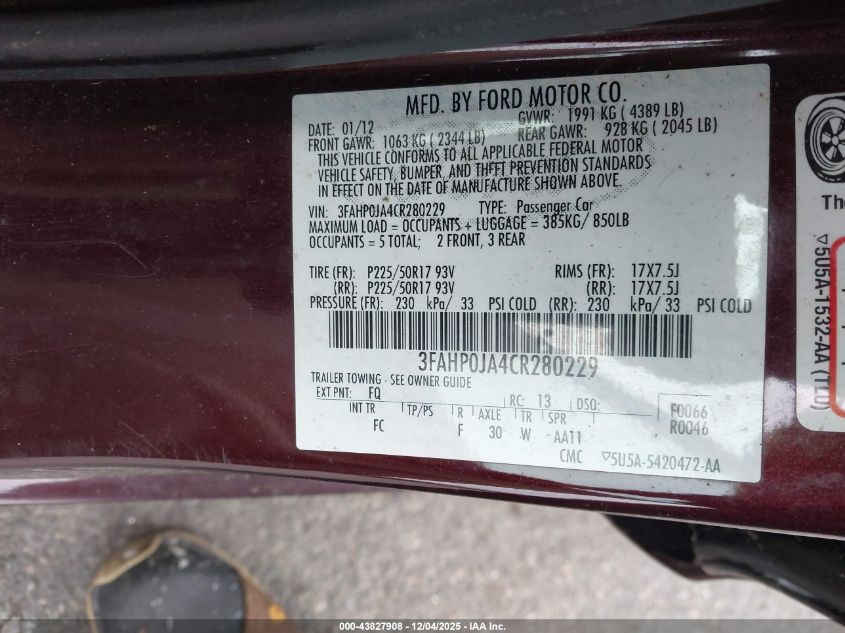 MFD. BY FORD MOTOR CO.
DATE: 01/12 GVWR: 1991 KG ( 4389 LB)
FRONT GAWR: 1063 KG ( 2344 LB) REAR GAWR: 928 KG ( 2045 LB)
THIS VEHICLE CONFORMS TO ALL APPLICABLE FEDERAL MOTOR
VEHICLE SAFETY, BUMPER, AND THEFT PREVENTION STANDARDS
IN EFFECT ON THE DATE OF MANUFACTURE SHOWN ABOVE.
VIN: 3FAHP0JA4CR280229 TYPE: Passenger Car
MAXIMUM LOAD = OCCUPANTS + LUGGAGE = 385KG/ 850LB
OCCUPANTS = 5 TOTAL; 2 FRONT, 3 REAR
TIRE (FR): P225/50R17 93V RIMS (FR): 17X7.5J
(RR): P225/50R17 93V (RR): 17X7.5J
PRESSURE (FR): 230 kPa/ 33 PSI COLD (RR): 230 kPa/ 33 PSI COLD
3FAHP0JA4CR280229
TRAILER TOWING - SEE OWNER GUIDE
EXT PNT: FQ RC: 13 DSO: F0066
INT TR TP/PS R AXLE TR SPR R0046
FC F 30 W AA11
CMC 5U5A-5420472-AA
5U5A-1532-AA (TLO)
000-43827908 - 12/04/2025 - IAA Inc.